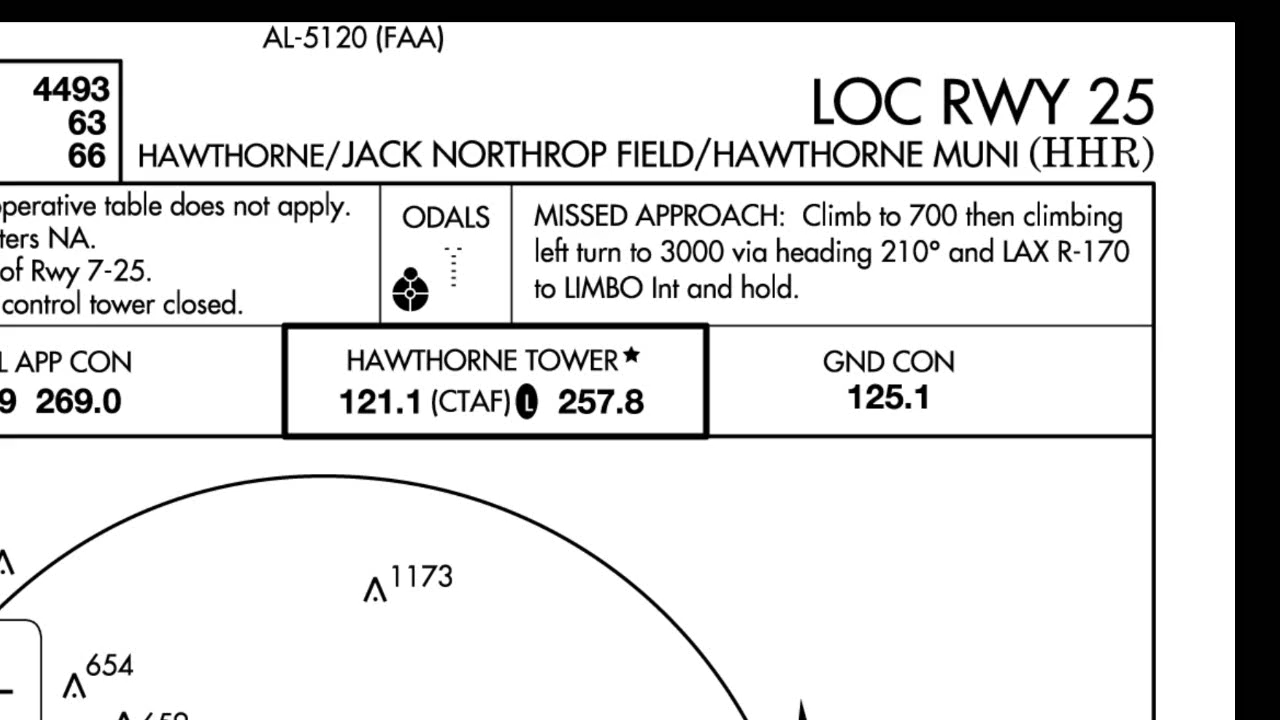 AL-5120 (FAA)
4493
63
66
LOC RWY 25
HAWTHORNE/JACK NORTHROP FIELD/HAWTHORNE MUNI (HHR)
perative table does not apply.
ters NA.
of Rwy 7-25.
control tower closed.
ODALS
MISSED APPROACH: Climb to 700 then climbing
left turn to 3000 via heading 210° and LAX R-170
to LIMBO Int and hold.
L APP CON
9 269.0
HAWTHORNE TOWER★
121.1 (CTAF) L 257.8
GND CON
125.1
1173
654